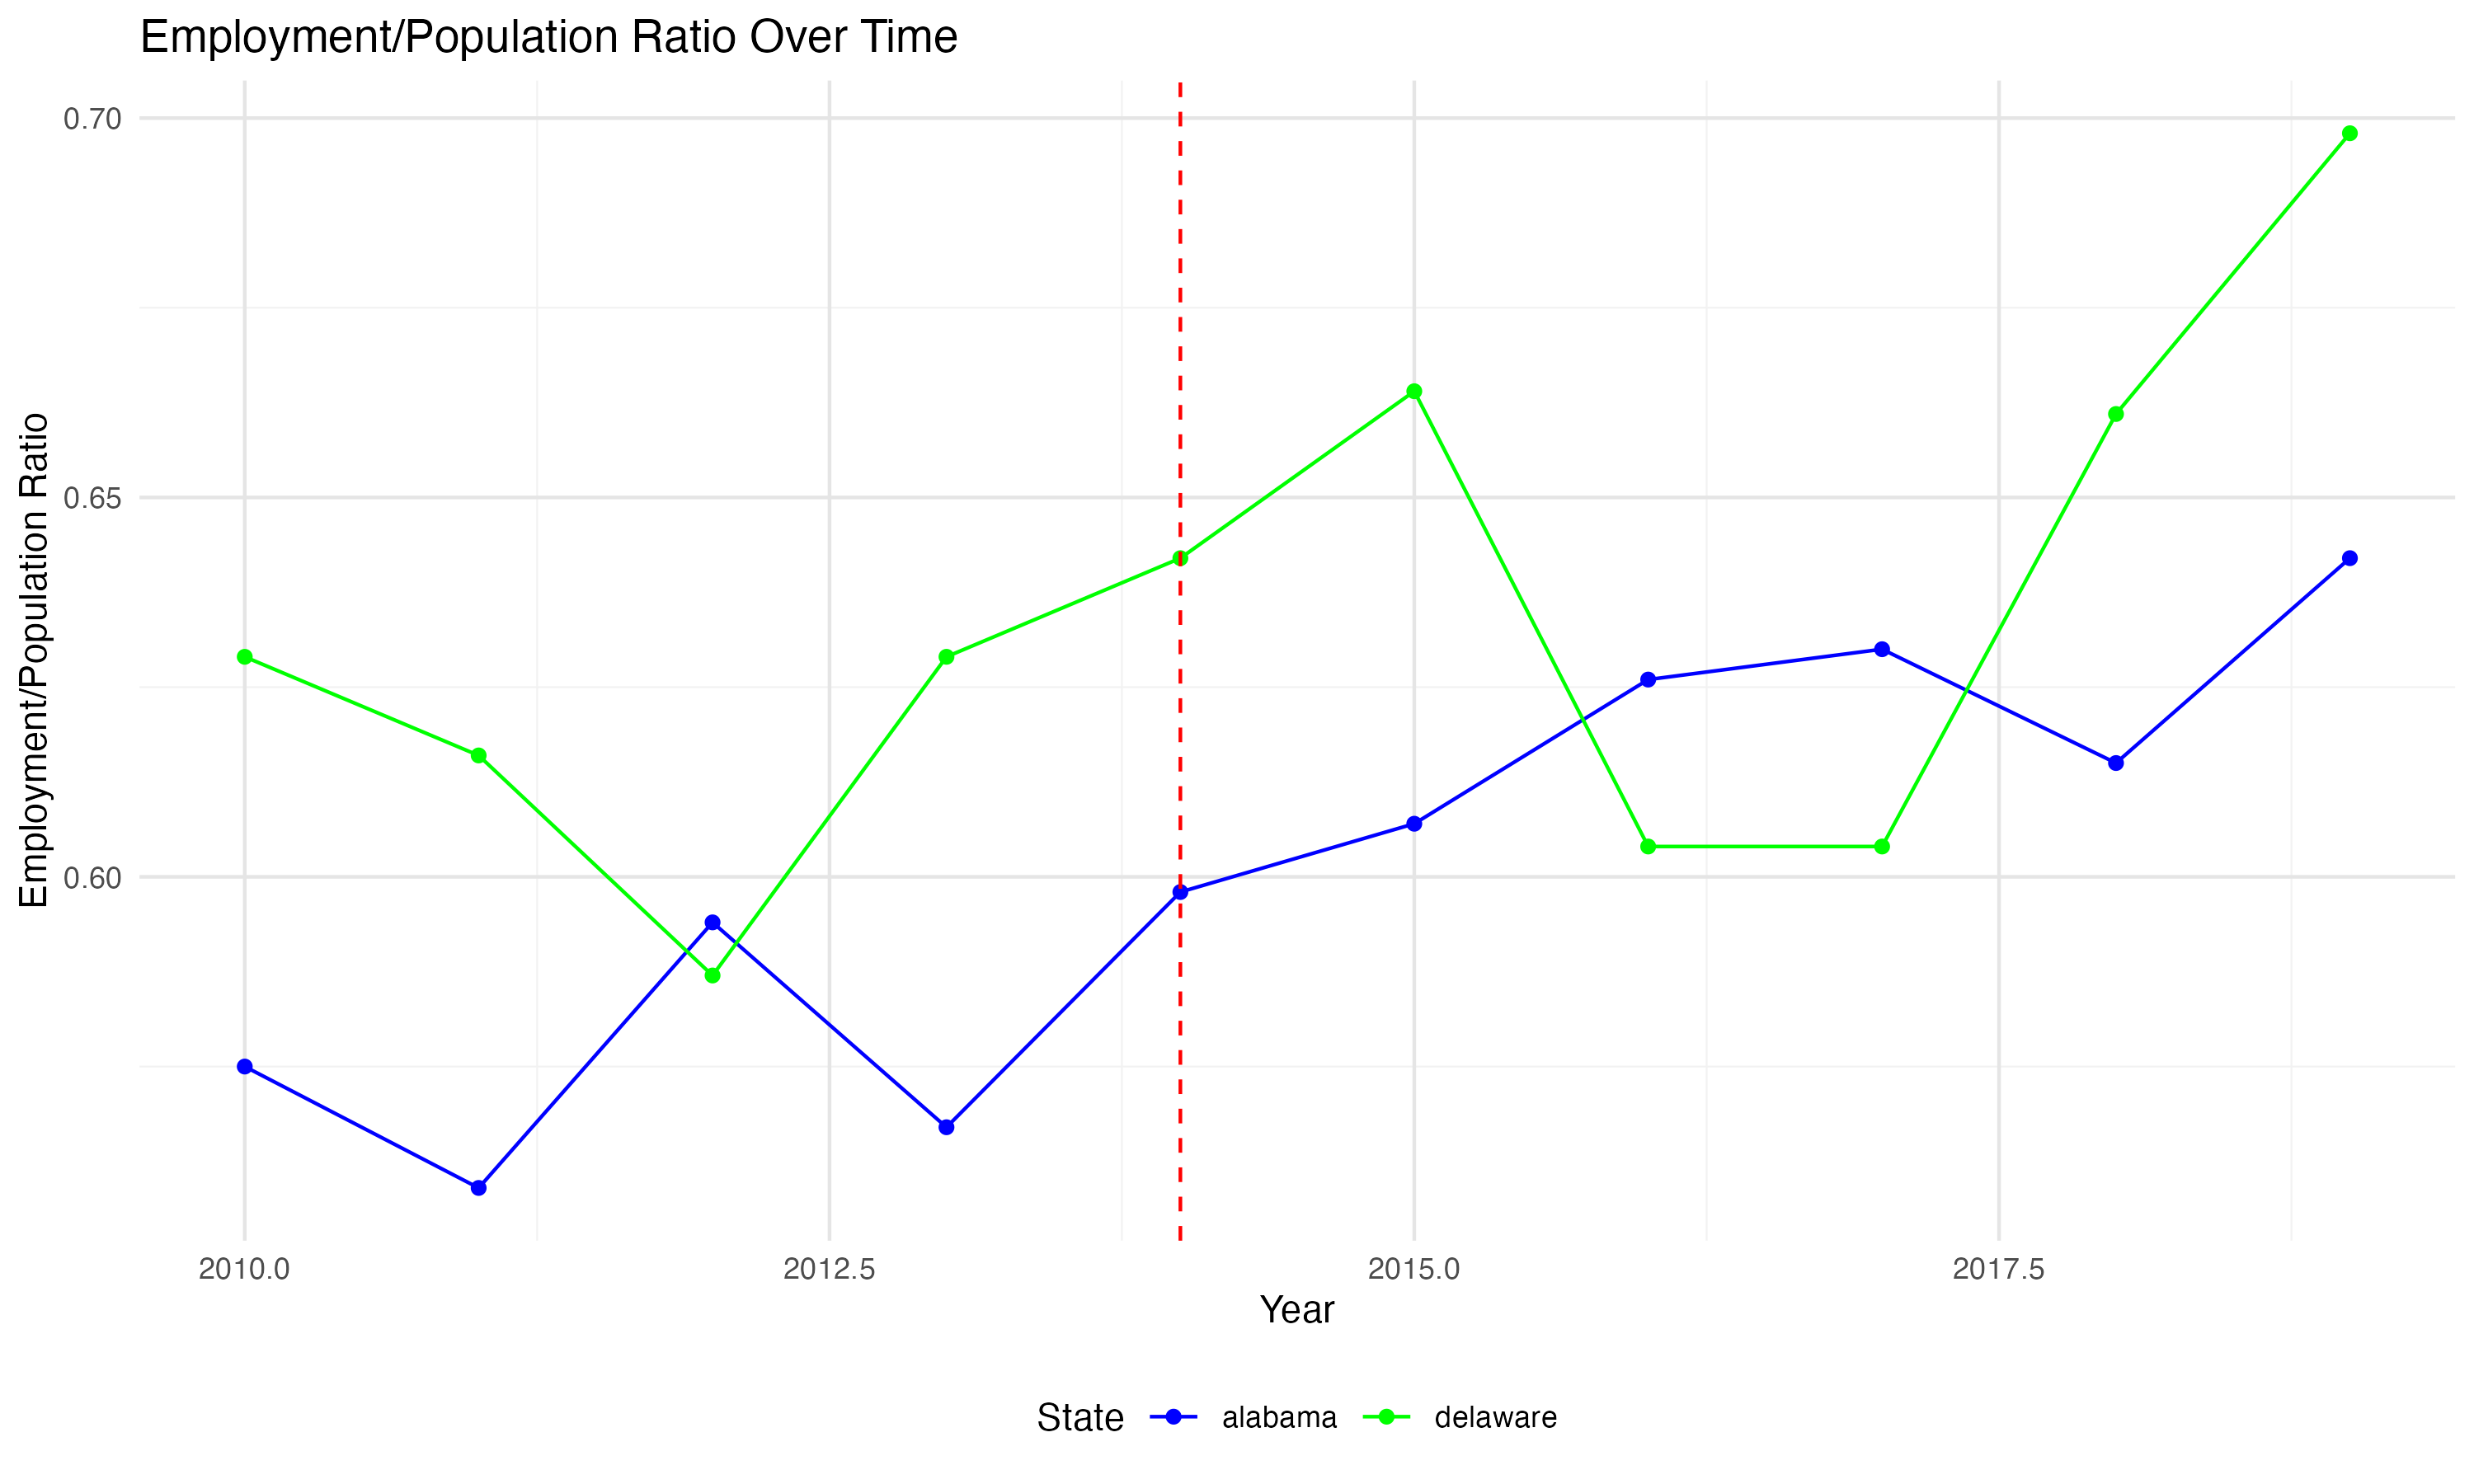 Employment/Population Ratio Over Time
Employment/Population Ratio
0.70
0.65
0.60
2010.0 2012.5 2015.0 2017.5
Year
State alabama delaware